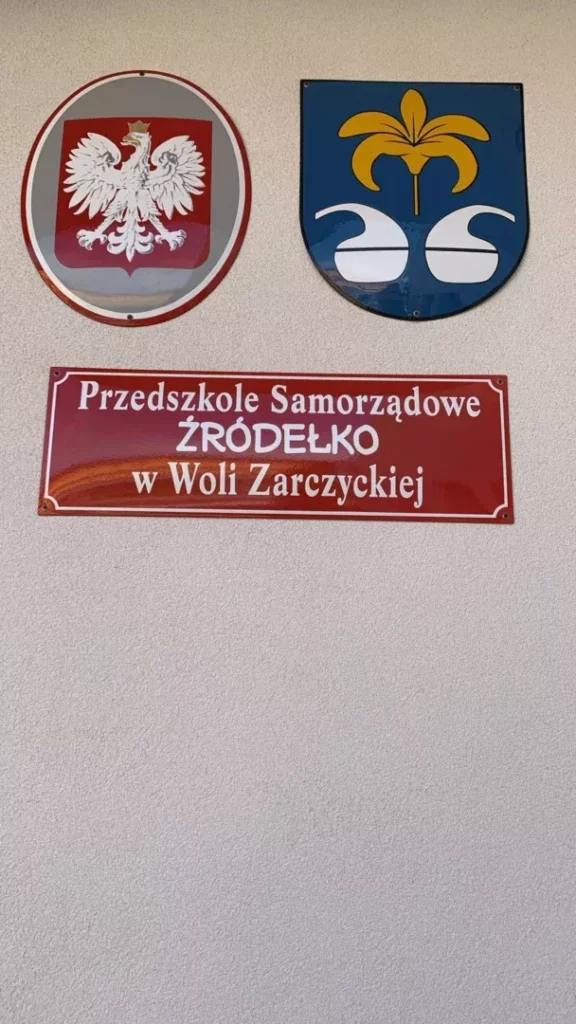 Przedszkole Samorządowe
ŹRÓDEŁKO
w Woli Zarczyckiej